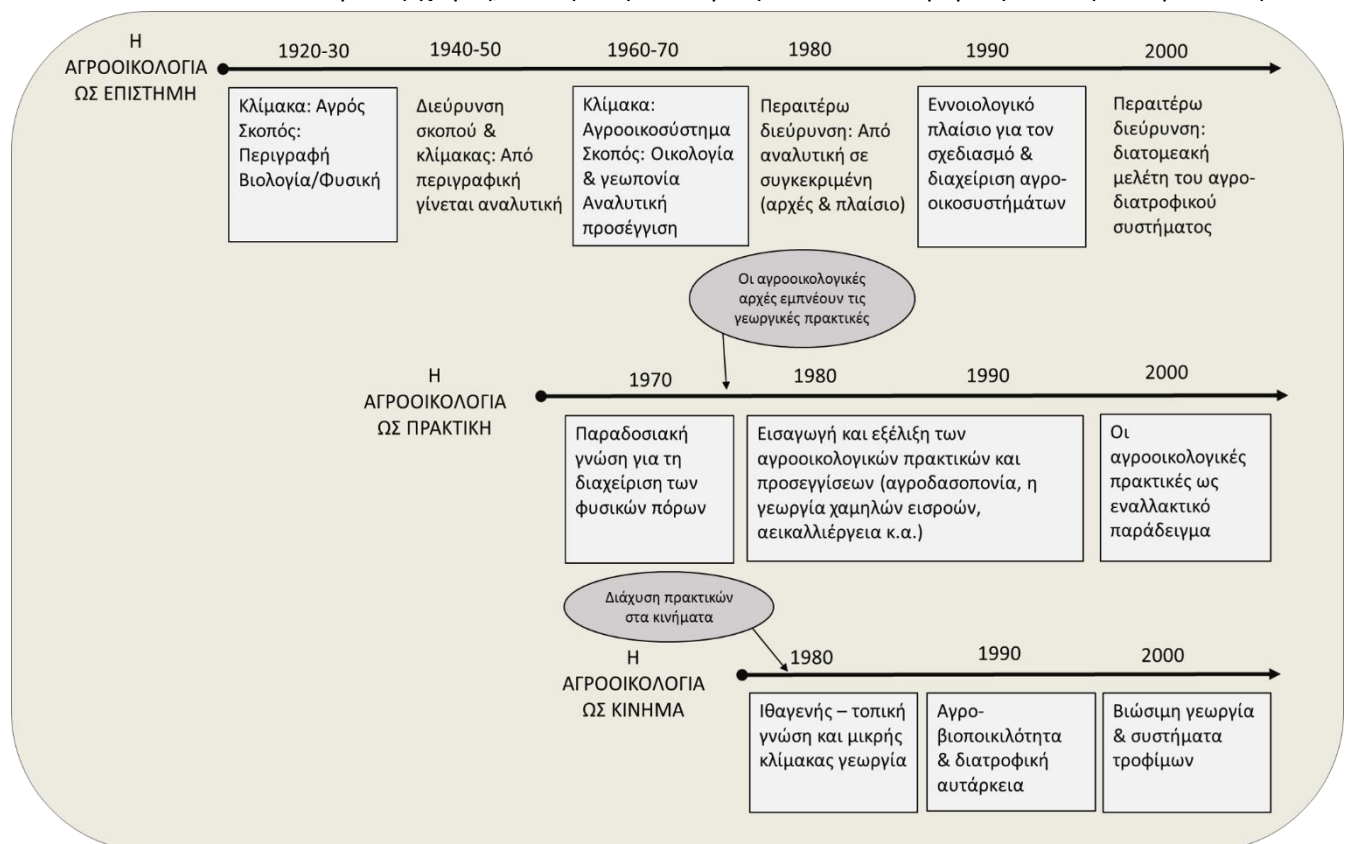 Η
ΑΓΡΟΟΙΚΟΛΟΓΙΑ
ΩΣ ΕΠΙΣΤΗΜΗ
1920-30
1940-50
1960-70
1980
1990
2000
Κλίμακα: Αγρός
Σκοπός:
Περιγραφή
Βιολογία/Φυσική
Διεύρυνση
σκοπού &
κλίμακας: Από
περιγραφική
γίνεται αναλυτική
Κλίμακα:
Αγροοικοσύστημα
Σκοπός: Οικολογία
& γεωπονία
Αναλυτική
προσέγγιση
Περαιτέρω
διεύρυνση: Από
αναλυτική σε
συγκεκριμένη
(αρχές & πλαίσιο)
Εννοιολογικό
πλαίσιο για τον
σχεδιασμό &
διαχείριση αγρο-
οικοσυστήμάτων
Περαιτέρω
διεύρυνση:
διατομεακή
μελέτη του αγρο-
διατροφικού
συστήματος
Οι αγροοικολογικές
αρχές εμπνέουν τις
γεωργικές πρακτικές
Η
ΑΓΡΟΟΙΚΟΛΟΓΙΑ
ΩΣ ΠΡΑΚΤΙΚΗ
1970
1980
1990
2000
Παραδοσιακή
γνώση για τη
διαχείριση των
φυσικών πόρων
Εισαγωγή και εξέλιξη των
αγροοικολογικών πρακτικών και
προσεγγίσεων (αγροδασοπονία, η
γεωργία χαμηλών εισροών,
αεικαλλιέργεια κ.α.)
Οι
αγροοικολογικές
πρακτικές ως
εναλλακτικό
παράδειγμα
Διάχυση πρακτικών
στα κινήματα
Η
ΑΓΡΟΟΙΚΟΛΟΓΙΑ
ΩΣ ΚΙΝΗΜΑ
1980
1990
2000
Ιθαγενής – τοπική
γνώση και μικρής
κλίμακας γεωργία
Αγρο-
βιοποικιλότητα
& διατροφική
αυτάρκεια
Βιώσιμη γεωργία
& συστήματα
τροφίμων